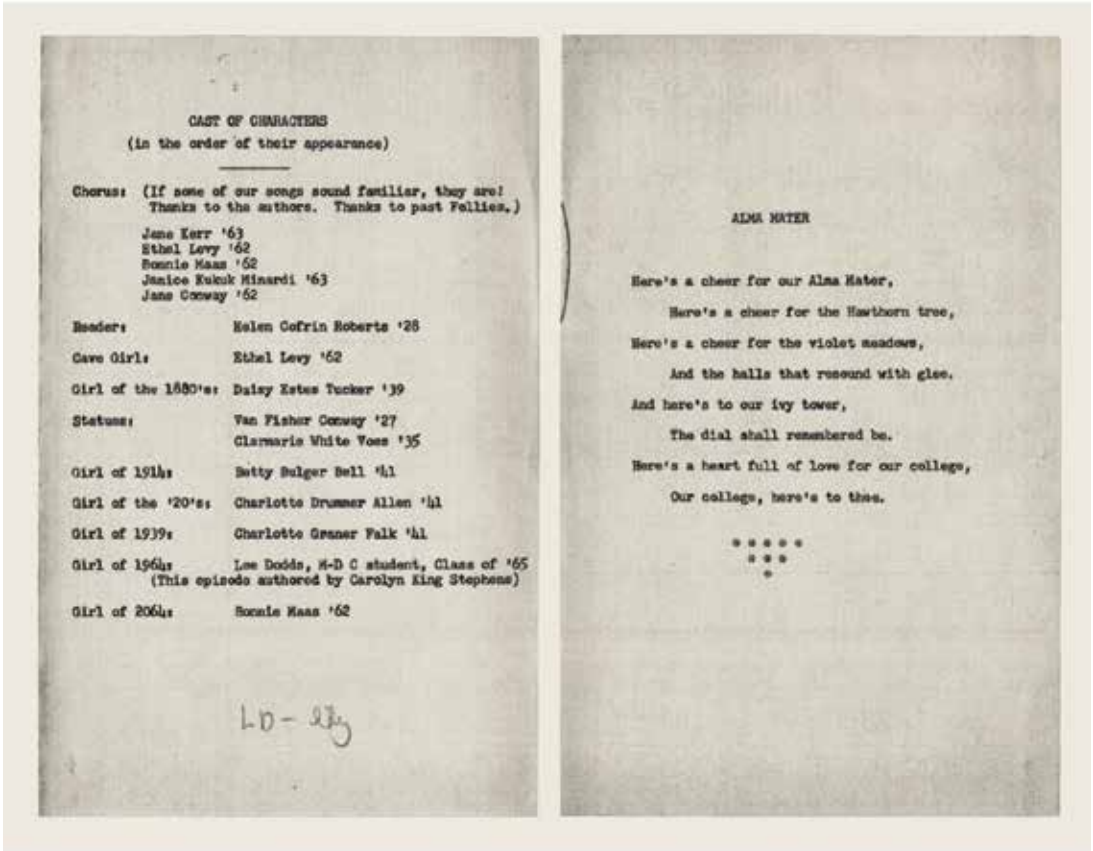 CAST OF CHARACTERS
(in the order of their appearance)
Chorus: (If some of our songs sound familiar, they are!
Thanks to the authors. Thanks to past Follies.)
Jane Kerr '63
Ethel Levy '62
Bonnie Maas '62
Janice Kukuk Minardi '63
Jane Conway '62
Reader: Helen Cofrin Roberts '28
Cave Girl: Ethel Levy '62
Girl of the 1880's: Daisy Estes Tucker '39
Statues: Van Fisher Conway '27
Clarmarie White Voes '35
Girl of 1914: Betty Bulger Bell '41
Girl of the '20's: Charlotte Drummer Allen '41
Girl of 1939: Charlotte Graner Falk '41
Girl of 1964: Lee Dodds, M-D C student, Class of '65
(This episode authored by Carolyn King Stephens)
Girl of 2064: Bonnie Maas '62
LD-
ALMA MATER
Here's a cheer for our Alma Mater,
Here's a cheer for the Hawthorn tree,
Here's a cheer for the violet meadows,
And the halls that resound with glee.
And here's to our ivy tower,
The dial shall remembered be.
Here's a heart full of love for our college,
Our college, here's to thee.